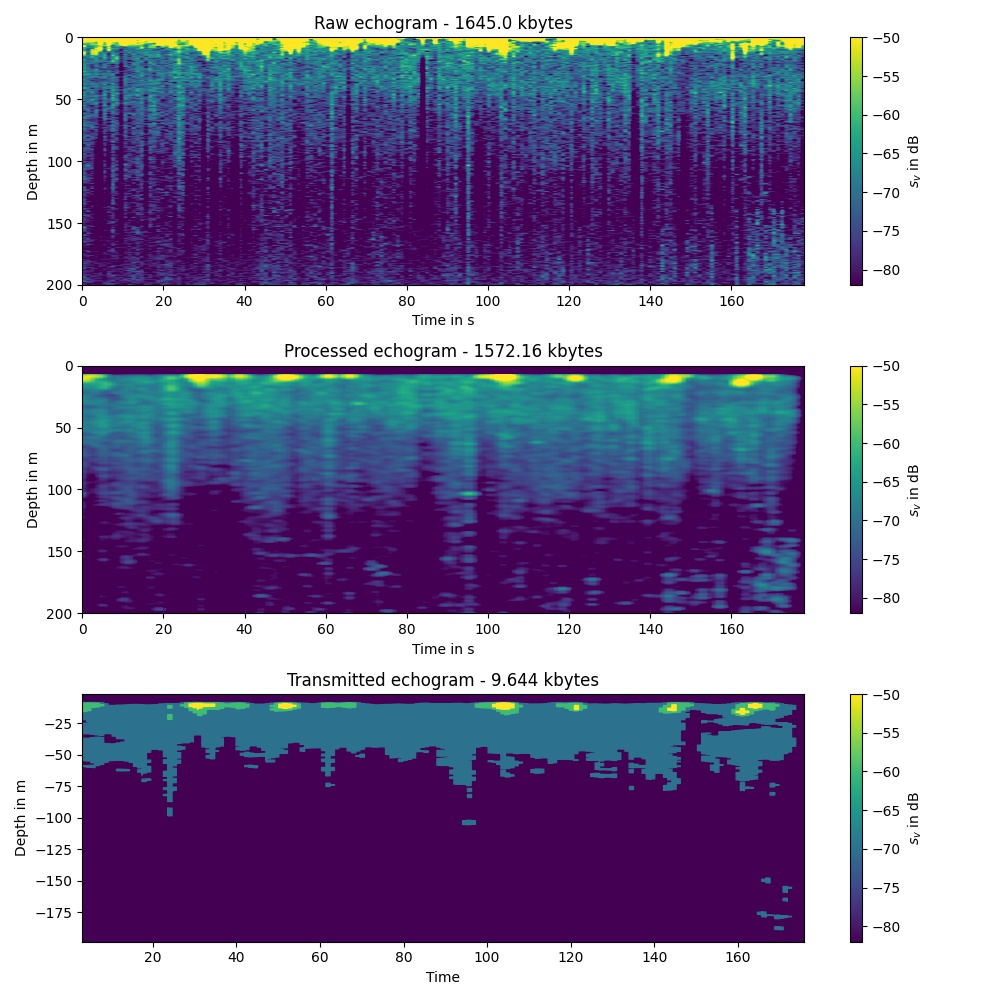 Raw echogram - 1645.0 kbytes
0
50
100
150
200
Depth in m
0 20 40 60 80 100 120 140 160
Time in s
−50
−55
−60
−65
−70
−75
−80
sv in dB
Processed echogram - 1572.16 kbytes
0
50
100
150
200
Depth in m
0 20 40 60 80 100 120 140 160
Time in s
−50
−55
−60
−65
−70
−75
−80
sv in dB
Transmitted echogram - 9.644 kbytes
−25
−50
−75
−100
−125
−150
−175
Depth in m
20 40 60 80 100 120 140 160
Time
−50
−55
−60
−65
−70
−75
−80
sv in dB